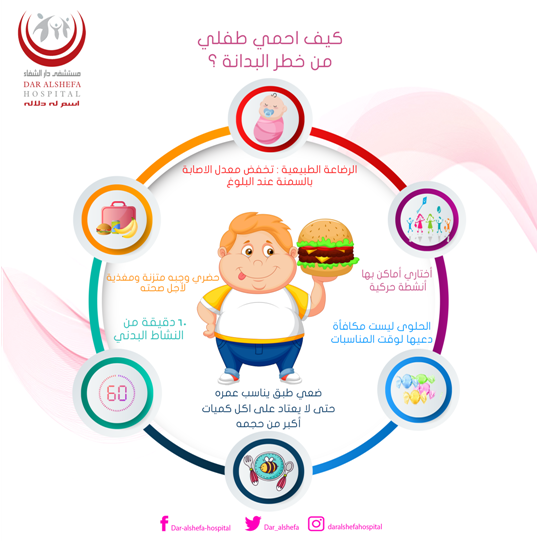 مستشفى دار الشفاء
DAR ALSHEFA
HOSPITAL
اسم له دلاله
كيف احمي طفلي
من خطر البدانة ؟
الرضاعة الطبيعية : تخفض معدل الاصابة
بالسمنة عند البلوغ
أختاري أماكن بها
أنشطة حركية
حضري وجبه متزنة ومغذية
لأجل صحته
الحلوى ليست مكافأة
دعيها لوقت المناسبات
٦٠ دقيقة من
النشاط البدني
60
ضعي طبق يناسب عمره
حتى لا يعتاد على اكل كميات
أكبر من حجمه
Dar-alshefa-hospital
Dar_alshefa
daralshefahospital